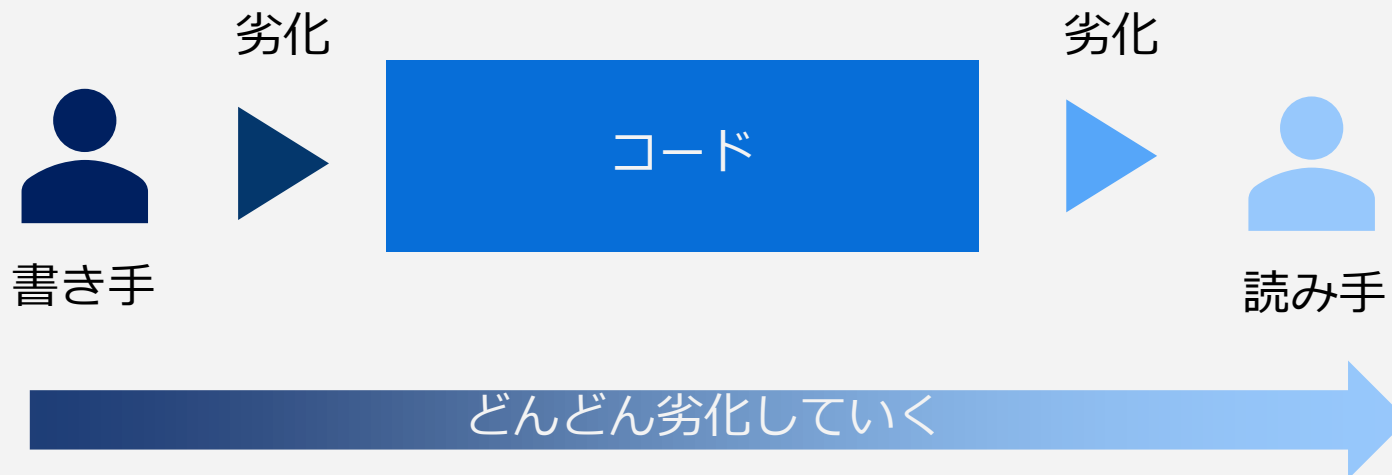 劣化
劣化
コード
書き手
読み手
どんどん劣化していく